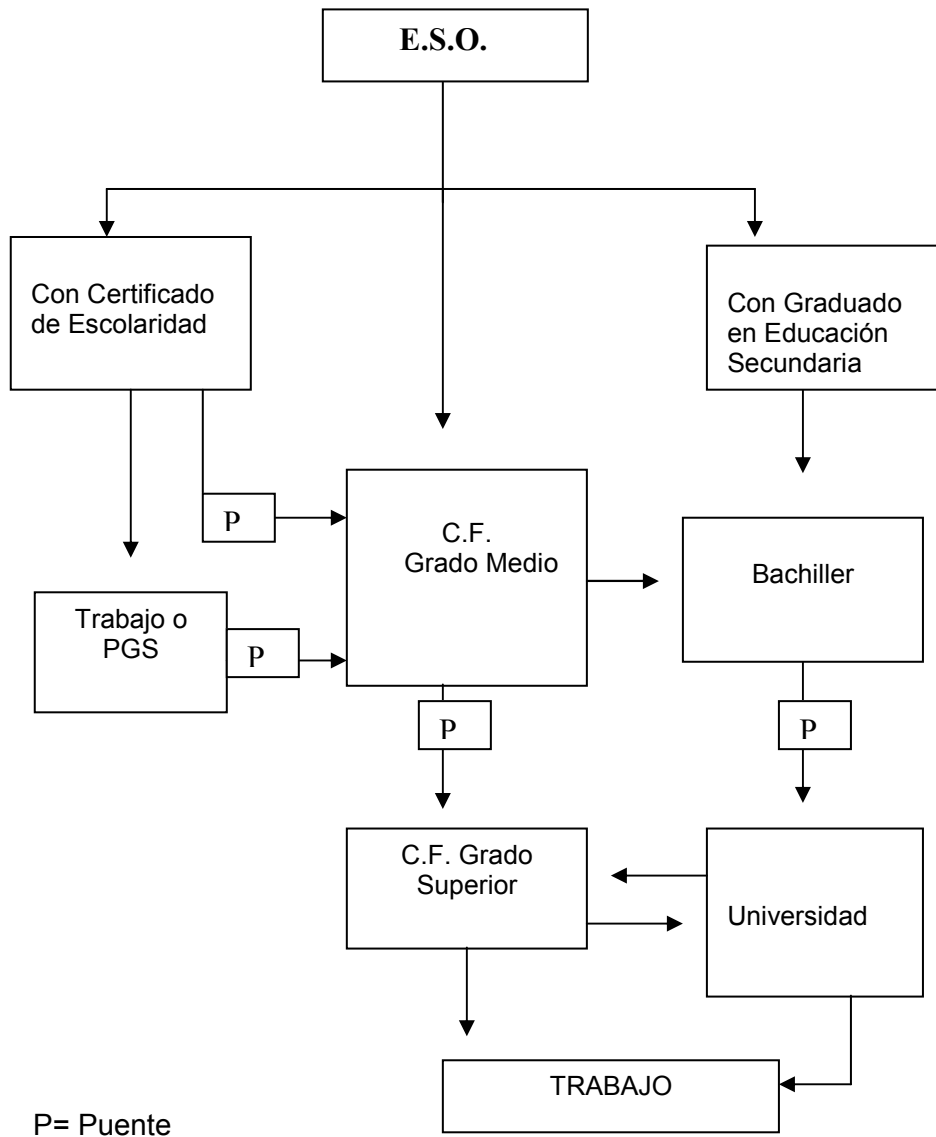 E.S.O.
Con Certificado
de Escolaridad
Con Graduado
en Educación
Secundaria
P
C.F.
Grado Medio
Bachiller
Trabajo o
PGS
P
P
P
C.F. Grado
Superior
Universidad
TRABAJO
P= Puente